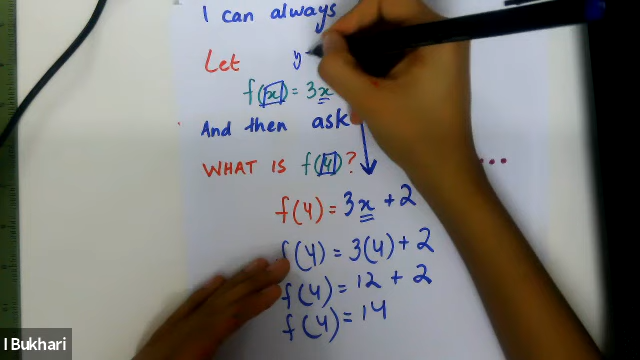 I can always
Let y
f(x) = 3x
And then ask
WHAT IS f(4)? ...
f(4) = 3x + 2
f(4) = 3(4) + 2
f(4) = 12 + 2
f(4) = 14
I Bukhari